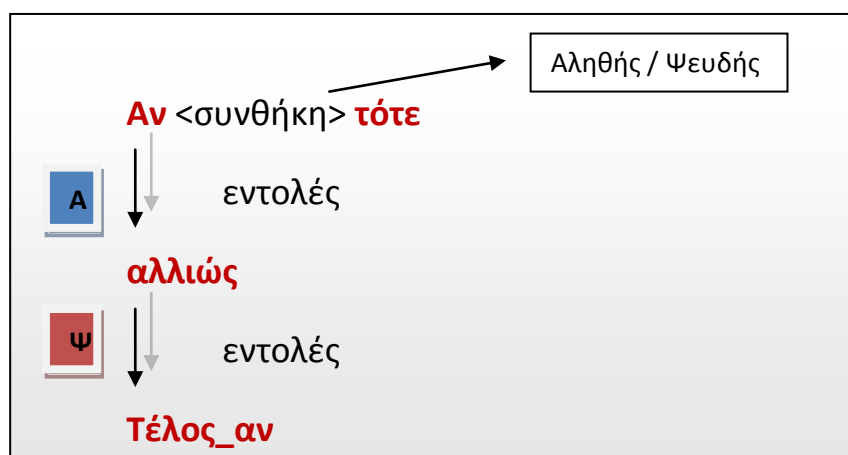 Αληθής / Ψευδής
Αν <συνθήκη> τότε
Α
εντολές
αλλιώς
Ψ
εντολές
Τέλος_αν